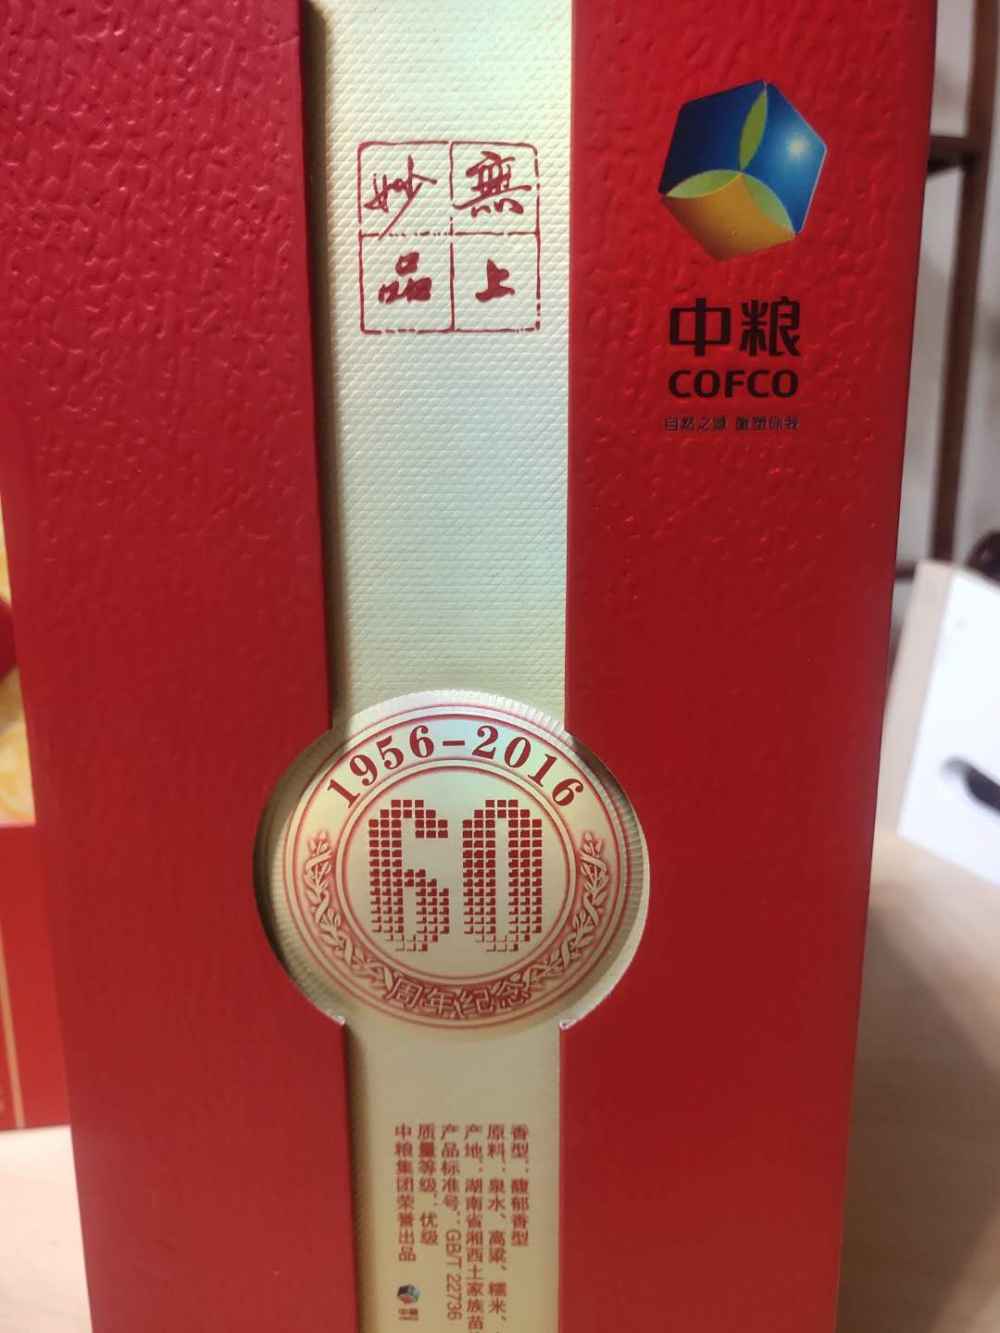 無上
妙品
中粮
COFCO
自然之源 重塑你我
1956-2016
60
周年纪念
香型：馥郁香型
原料：泉水、高粱、糯米、
产地：湖南省湘西土家族苗
产品标准号：GB/T 22736
质量等级：优级
中粮集团荣誉出品
中粮